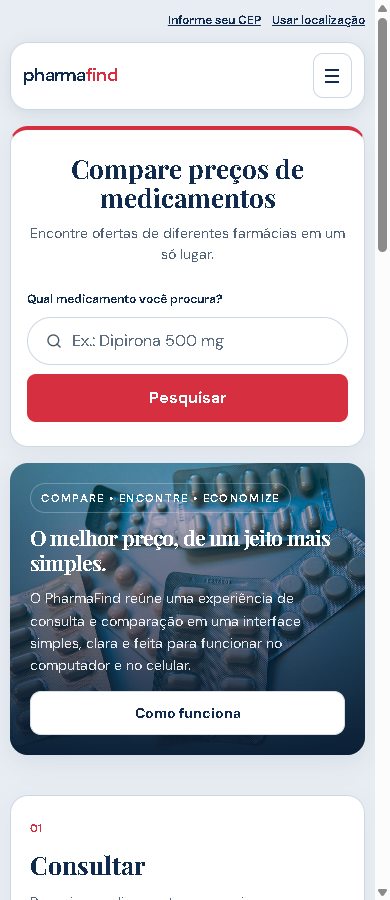 Informe seu CEP Usar localização
pharmafind
Compare preços de
medicamentos
Encontre ofertas de diferentes farmácias em um
só lugar.
Qual medicamento você procura?
Ex.: Dipirona 500 mg
Pesquisar
COMPARE • ENCONTRE • ECONOMIZE
O melhor preço, de um jeito mais
simples.
O PharmaFind reúne uma experiência de
consulta e comparação em uma interface
simples, clara e feita para funcionar no
computador e no celular.
Como funciona
01
Consultar